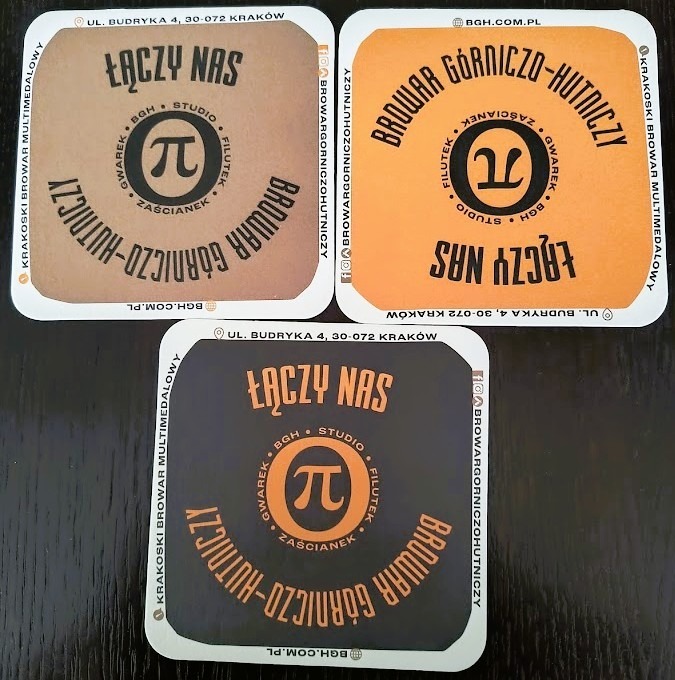 UL. BUDRYKA 4, 30-072 KRAKÓW
ŁĄCZY NAS
GWAREK • BGH • STUDIO • FILUTEK • ZAŚCIANEK •
π
BROWAR GÓRNICZO-HUTNICZY
KRAKOSKI BROWAR MULTIMEDALOWY
BROWARGORNICZOHUTNICZY
BGH.COM.PL
BGH.COM.PL
BROWAR GÓRNICZO-HUTNICZY
GWAREK • BGH • STUDIO • FILUTEK • ZAŚCIANEK •
π
ŁĄCZY NAS
BROWARGORNICZOHUTNICZY
KRAKOSKI BROWAR MULTIMEDALOWY
UL. BUDRYKA 4, 30-072 KRAKÓW
UL. BUDRYKA 4, 30-072 KRAKÓW
ŁĄCZY NAS
GWAREK • BGH • STUDIO • FILUTEK • ZAŚCIANEK •
π
BROWAR GÓRNICZO-HUTNICZY
KRAKOSKI BROWAR MULTIMEDALOWY
BROWARGORNICZOHUTNICZY
BGH.COM.PL